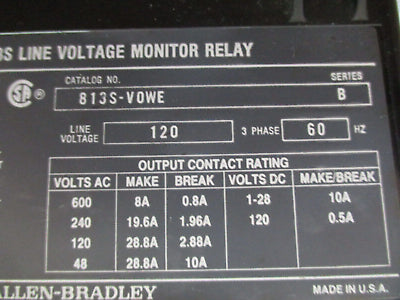 LINE VOLTAGE MONITOR RELAY
CATALOG NO. SERIES
SA ®
813S-VOWE B
LINE VOLTAGE 120 3 PHASE 60 HZ
OUTPUT CONTACT RATING
VOLTS AC MAKE BREAK VOLTS DC MAKE/BREAK
600 8A 0.8A 1-28 10A
240 19.6A 1.96A 120 0.5A
120 28.8A 2.88A
48 28.8A 10A
ALLEN-BRADLEY MADE IN U.S.A.